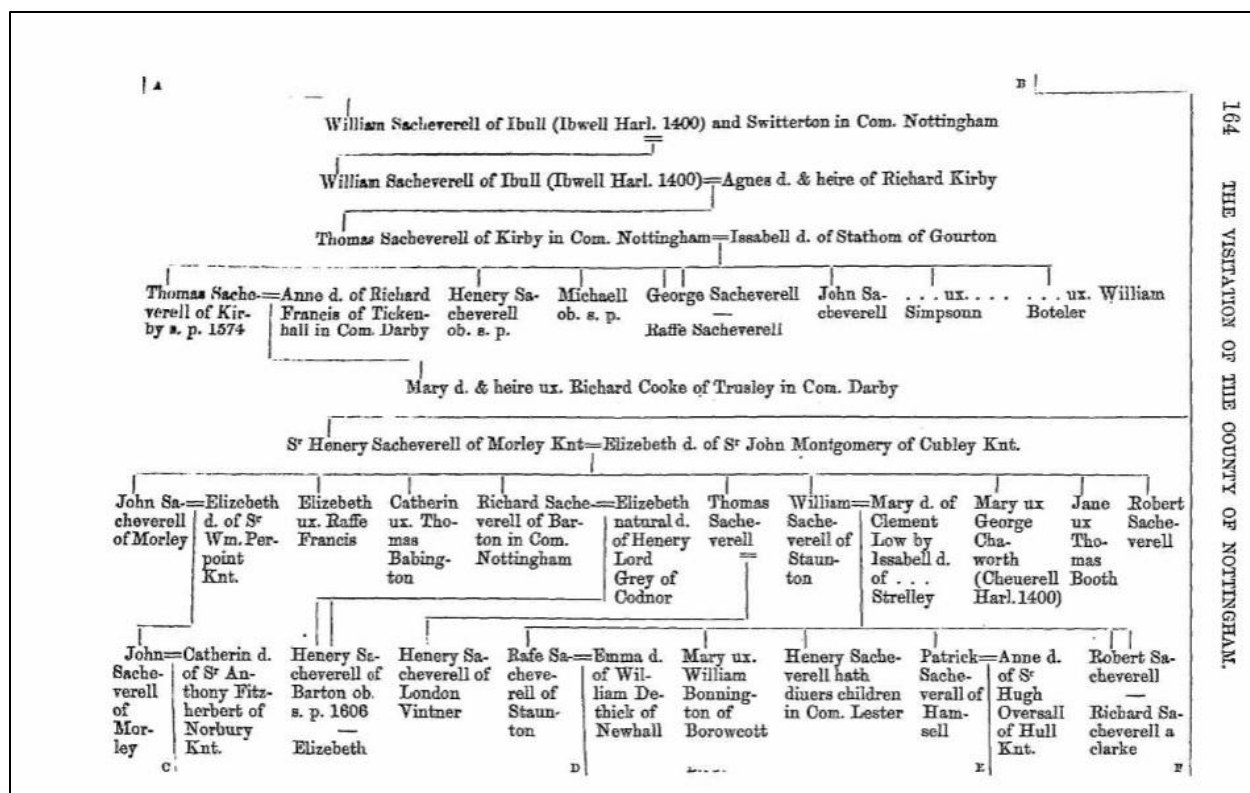 A
B
William Sacheverell of Ibull (Ibwell Harl. 1400) and Switterton in Com. Nottingham
William Sacheverell of Ibull (Ibwell Harl. 1400)=Agnes d. & heire of Richard Kirby
Thomas Sacheverell of Kirby in Com. Nottingham=Issabell d. of Stathom of Gourton
Thomas Sache-
verell of Kir-
by s. p. 1574
=Anne d. of Richard
Francis of Ticken-
hall in Com. Darby
Henery Sa-
cheverell
ob. s. p.
Michaell
ob. s. p.
George Sacheverell
—
Raffe Sacheverell
John Sa-
cheverell
. . . ux. . . .
Simpsonn
. . . ux. William
Boteler
Mary d. & heire ux. Richard Cooke of Trusley in Com. Darby
Sr Henery Sacheverell of Morley Knt=Elizebeth d. of Sr John Montgomery of Cubley Knt.
John Sa-
cheverell
of Morley
=Elizebeth
d. of Sr
Wm. Per-
point
Knt.
Elizebeth
ux. Raffe
Francis
Catherin
ux. Tho-
mas
Babing-
ton
Richard Sache-
verell of Bar-
ton in Com.
Nottingham
=Elizebeth
natural d.
of Henery
Lord
Grey of
Codnor
Thomas
Sache-
verell
William
Sache-
verell of
Staun-
ton
=Mary d. of
Clement
Low by
Issabell d.
of . . .
Strelley
Mary ux
George
Cha-
worth
(Cheuerell
Harl. 1400)
Jane
ux
Tho-
mas
Booth
Robert
Sache-
verell
John
Sache-
verell
of
Mor-
ley
=Catherin d.
of Sr An-
thony Fitz-
herbert of
Norbury
Knt.
Henery Sa-
cheverell of
Barton ob.
s. p. 1606
—
Elizebeth
Henery Sa-
cheverell of
London
Vintner
Rafe Sa-
cheve-
rell of
Staun-
ton
=Emma d.
of Wil-
liam De-
thick of
Newhall
Mary ux.
William
Bonning-
ton of
Borowcott
Henery Sache-
verell hath
diuers children
in Com. Lester
Patrick
Sache-
verall of
Ham-
sell
=Anne d.
of Sr
Hugh
Oversall
of Hull
Knt.
Robert Sa-
cheverell
—
Richard Sa-
cheverell a
clarke
C
D
E
F
164 THE VISITATION OF THE COUNTY OF NOTTINGHAM.